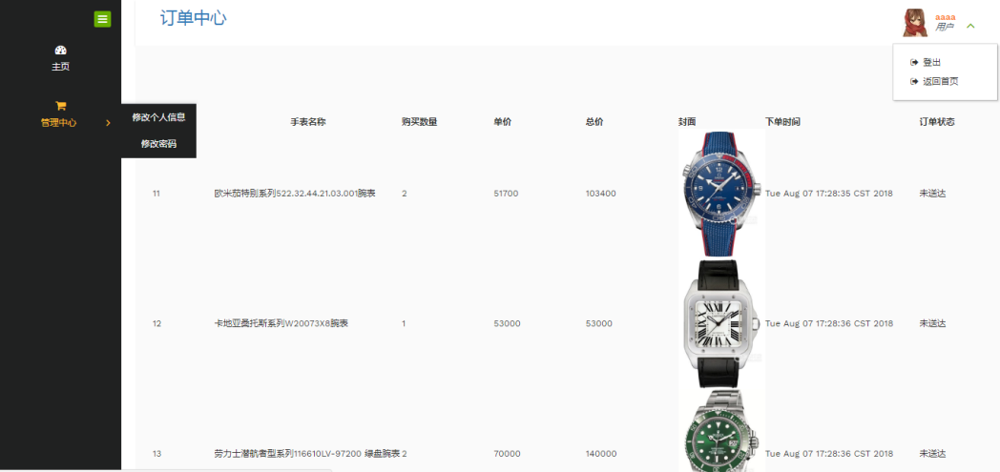 订单中心
aaaa
用户
登出
返回首页
主页
管理中心
修改个人信息
修改密码
手表名称 购买数量 单价 总价 封面 下单时间 订单状态
11 欧米茄特别系列522.32.44.21.03.001腕表 2 51700 103400 Tue Aug 07 17:28:35 CST 2018 未送达
12 卡地亚桑托斯系列W20073X8腕表 1 53000 53000 Tue Aug 07 17:28:36 CST 2018 未送达
13 劳力士潜航者型系列116610LV-97200 绿盘腕表 2 70000 140000 Tue Aug 07 17:28:36 CST 2018 未送达